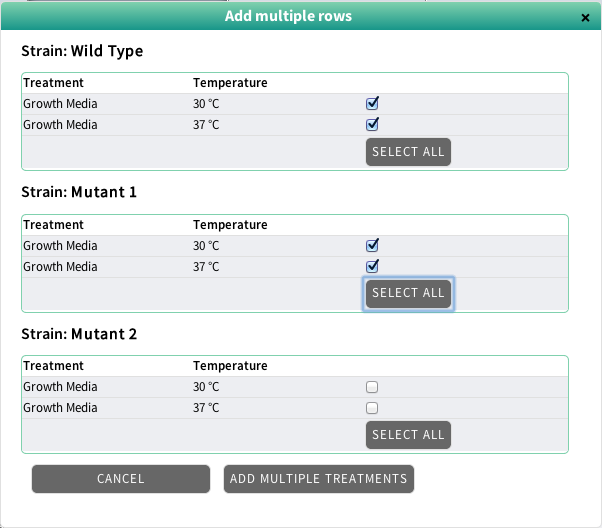 Add multiple rows ×
Strain: Wild Type
Treatment Temperature
Growth Media 30 °C
Growth Media 37 °C
SELECT ALL
Strain: Mutant 1
Treatment Temperature
Growth Media 30 °C
Growth Media 37 °C
SELECT ALL
Strain: Mutant 2
Treatment Temperature
Growth Media 30 °C
Growth Media 37 °C
SELECT ALL
CANCEL ADD MULTIPLE TREATMENTS